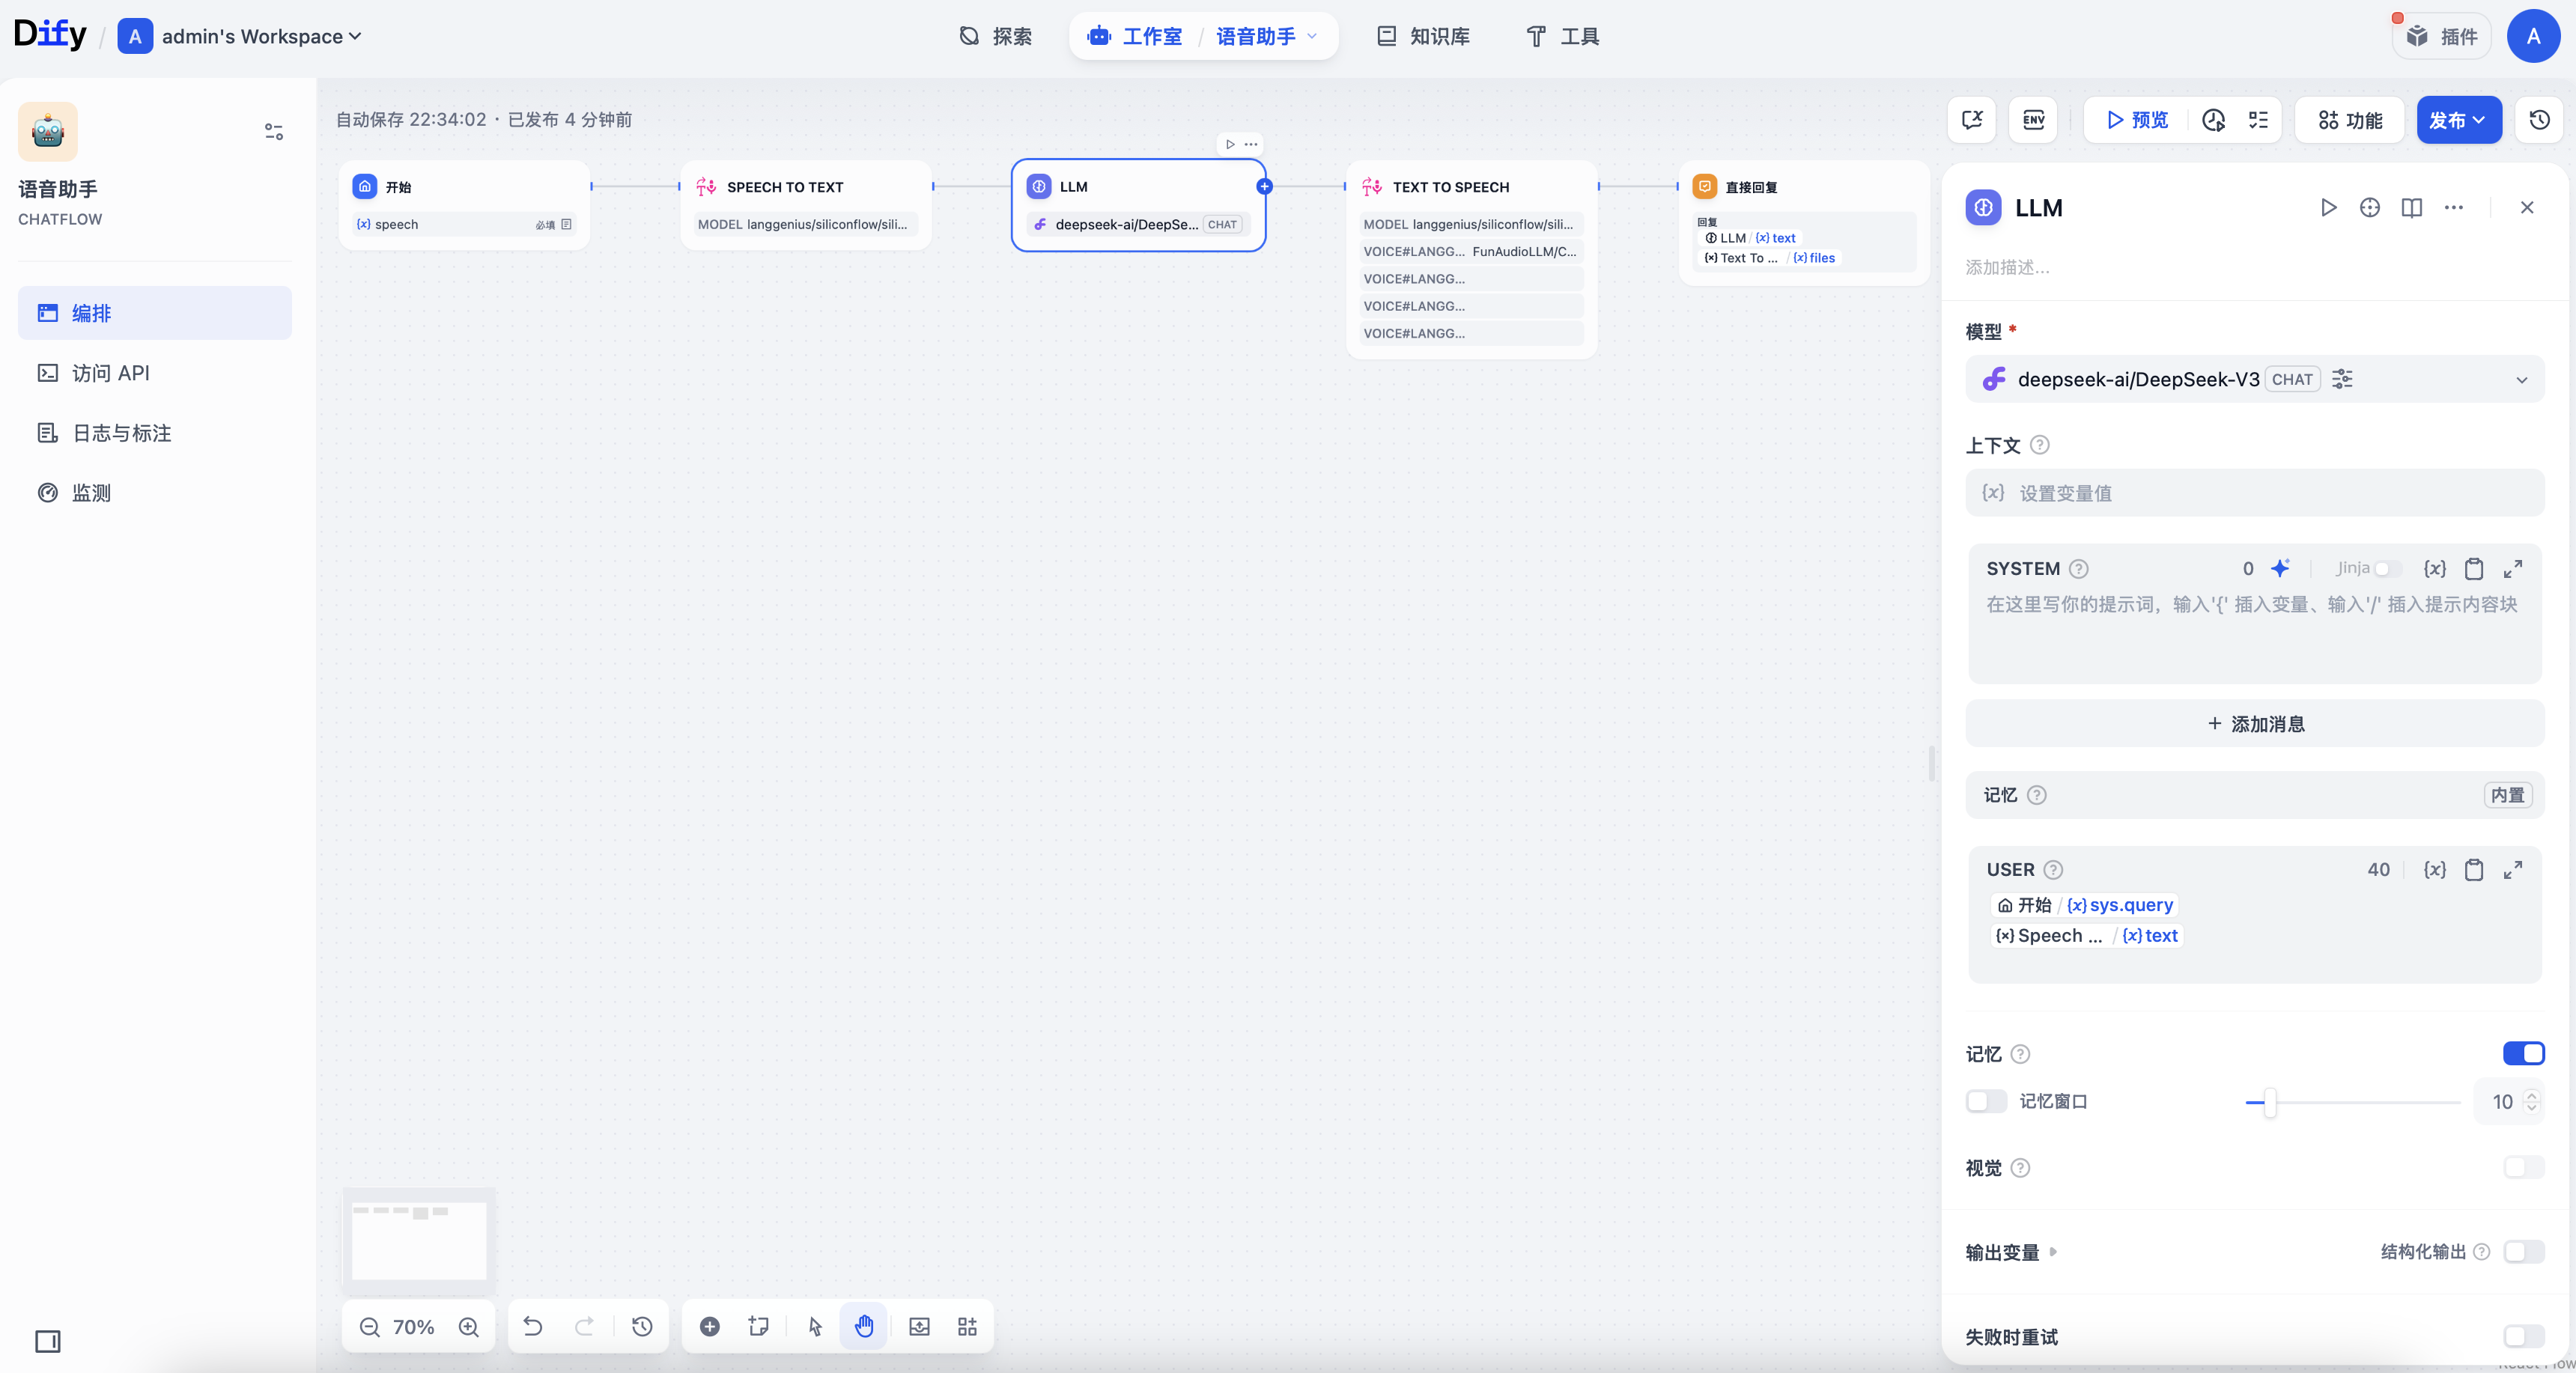 Dify / A admin's Workspace
探索
工作室 / 语音助手
知识库
工具
插件
A
语音助手
CHATFLOW
编排
访问 API
日志与标注
监测
自动保存 22:34:02 · 已发布 4 分钟前
ENV
预览
功能
发布
开始
{x} speech 必填
SPEECH TO TEXT
MODEL langgenius/siliconflow/sili...
LLM
deepseek-ai/DeepSe... CHAT
TEXT TO SPEECH
MODEL langgenius/siliconflow/sili...
VOICE#LANGG... FunAudioLLM/C...
VOICE#LANGG...
VOICE#LANGG...
VOICE#LANGG...
直接回复
回复
LLM / {x} text
{x} Text To ... / {x} files
70%
LLM
添加描述...
模型 *
deepseek-ai/DeepSeek-V3 CHAT
上下文
{x} 设置变量值
SYSTEM 0 Jinja {x}
在这里写你的提示词，输入'{' 插入变量、输入'/' 插入提示内容块
+ 添加消息
记忆 内置
USER 40 {x}
开始 / {x} sys.query
{x} Speech ... / {x} text
记忆
记忆窗口 10
视觉
输出变量 结构化输出
失败时重试
React Flow